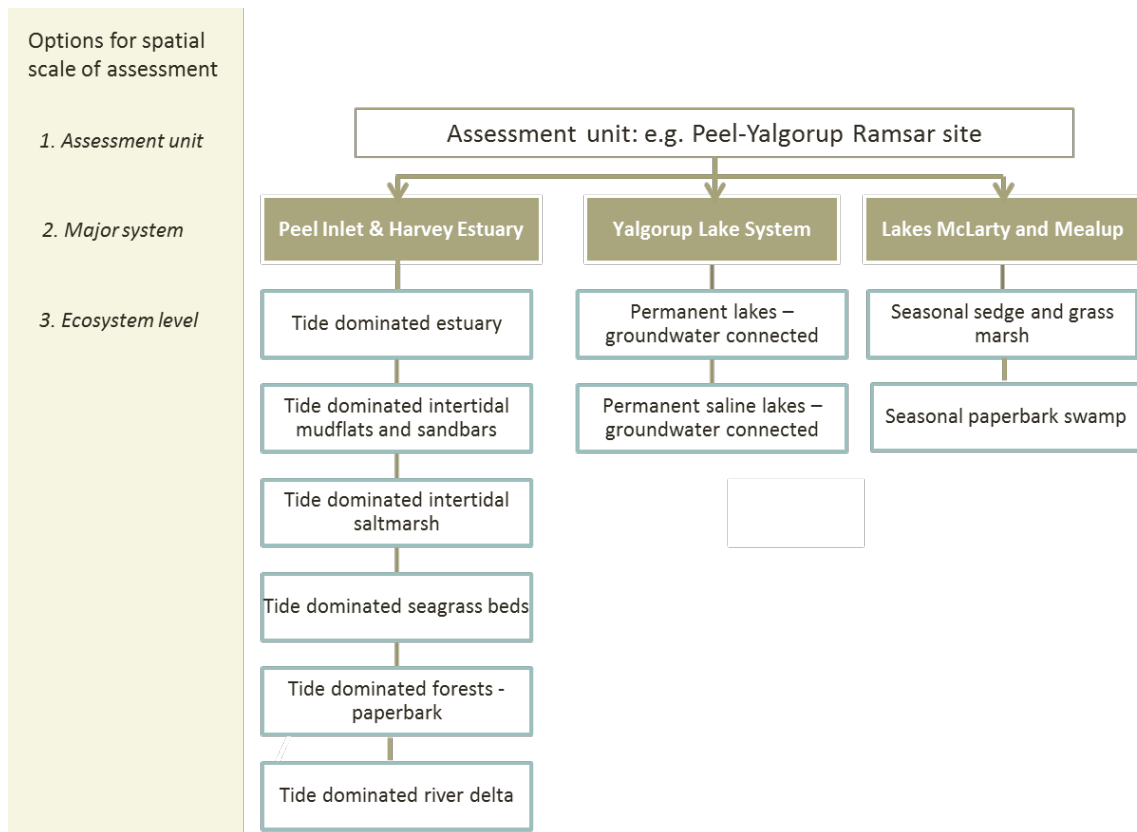 Options for spatial
scale of assessment
1. Assessment unit
Assessment unit: e.g. Peel-Yalgorup Ramsar site
2. Major system
Peel Inlet & Harvey Estuary
Yalgorup Lake System
Lakes McLarty and Mealup
3. Ecosystem level
Tide dominated estuary
Tide dominated intertidal
mudflats and sandbars
Tide dominated intertidal
saltmarsh
Tide dominated seagrass beds
Tide dominated forests -
paperbark
Tide dominated river delta
Permanent lakes –
groundwater connected
Permanent saline lakes –
groundwater connected
Seasonal sedge and grass
marsh
Seasonal paperbark swamp